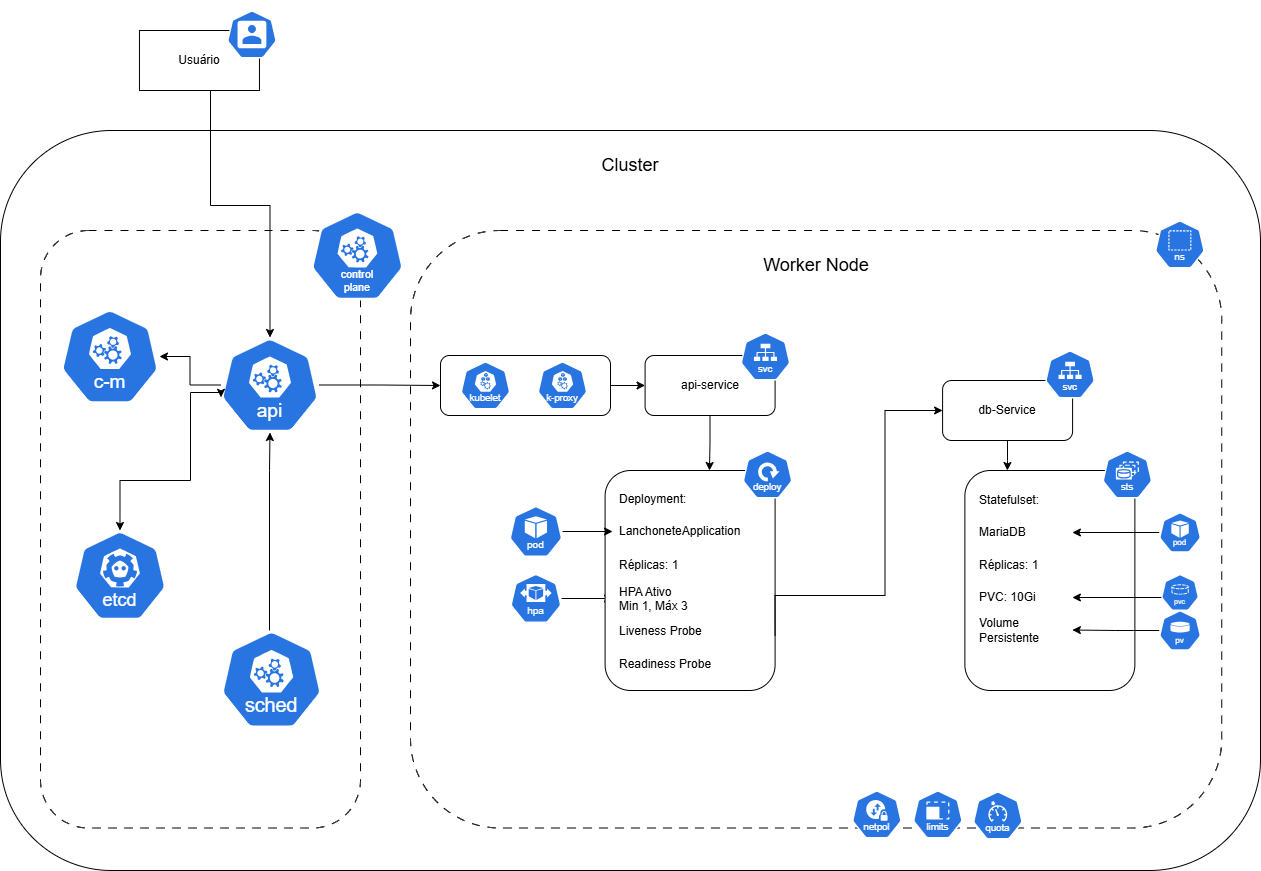 Usuário
Cluster
control
plane
ns
Worker Node
c-m
api
kubelet
k-proxy
api-service
svc
db-Service
svc
deploy
sts
Deployment:
Statefulset:
pod
LanchoneteApplication
MariaDB
pod
Réplicas: 1
Réplicas: 1
etcd
hpa
HPA Ativo
Min 1, Máx 3
PVC: 10Gi
pvc
Liveness Probe
Volume
Persistente
pv
Readiness Probe
sched
netpol
limits
quota